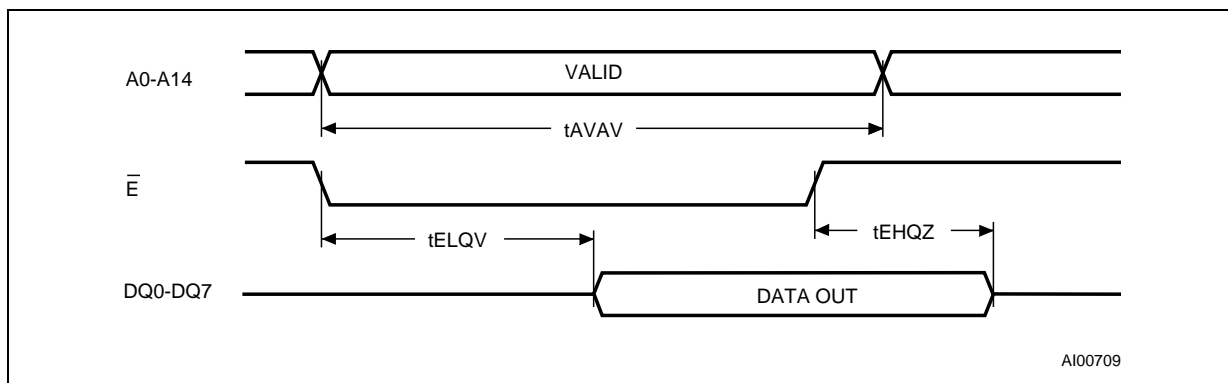 A0-A14
VALID
tAVAV
E̅
tELQV
tEHQZ
DQ0-DQ7
DATA OUT
AI00709